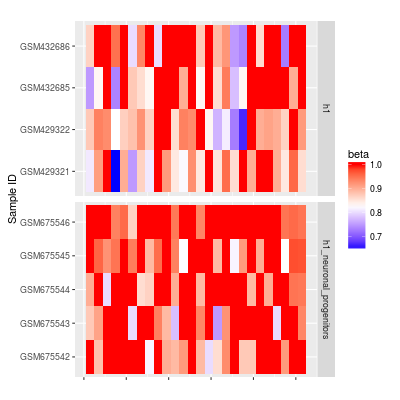 GSM432686
GSM432685
GSM429322
GSM429321
h1
GSM675546
GSM675545
GSM675544
GSM675543
GSM675542
h1_neuronal_progenitors
Sample ID
beta
1.0
0.9
0.8
0.7